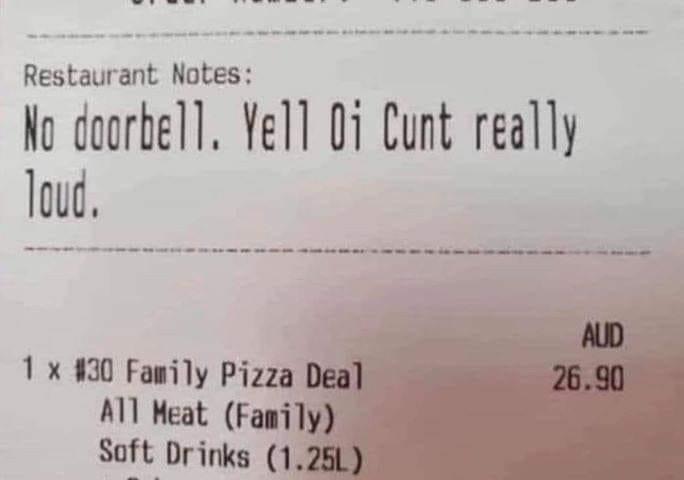 Restaurant Notes:
No doorbell. Yell Oi Cunt really
loud.
AUD
1 x #30 Family Pizza Deal 26.90
All Meat (Family)
Soft Drinks (1.25L)